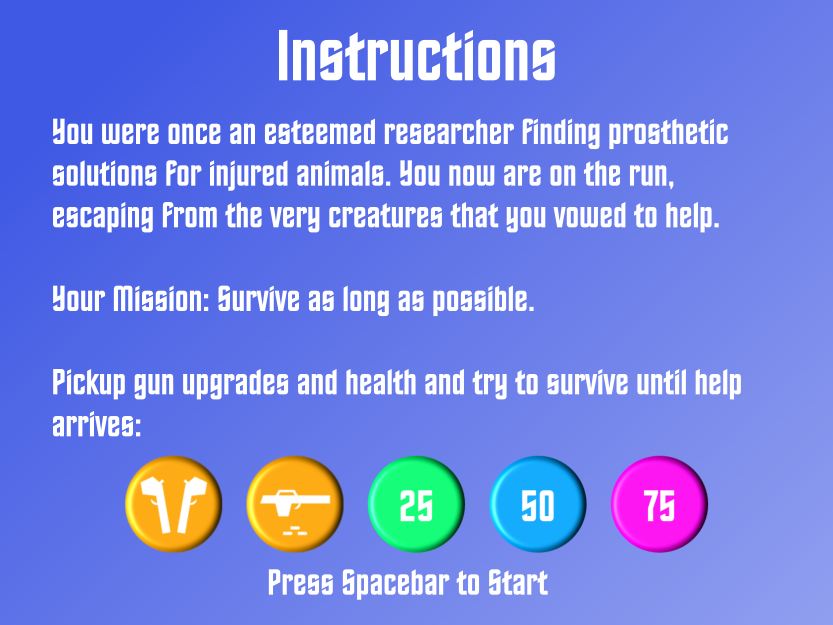 Instructions
You were once an esteemed researcher finding prosthetic
solutions for injured animals. You now are on the run,
escaping from the very creatures that you vowed to help.
Your Mission: Survive as long as possible.
Pickup gun upgrades and health and try to survive until help
arrives:
25 50 75
Press Spacebar to Start